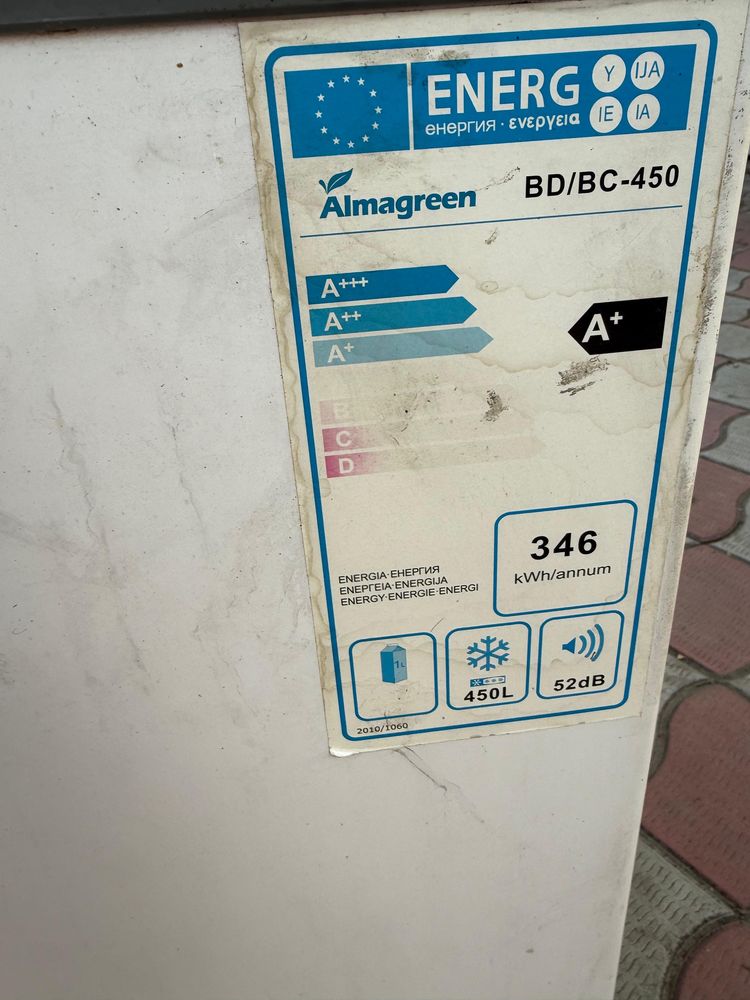 ENERG Y IJA
енергия · ενεργεια IE IA
Almagreen BD/BC-450
A+++
A++
A+
A+
B
C
D
346
kWh/annum
ENERGIA·ЕНЕРГИЯ
ΕΝΕΡΓΕΙΑ·ENERGIJA
ENERGY·ENERGIE·ENERGI
1L
450L
52dB
2010/1060